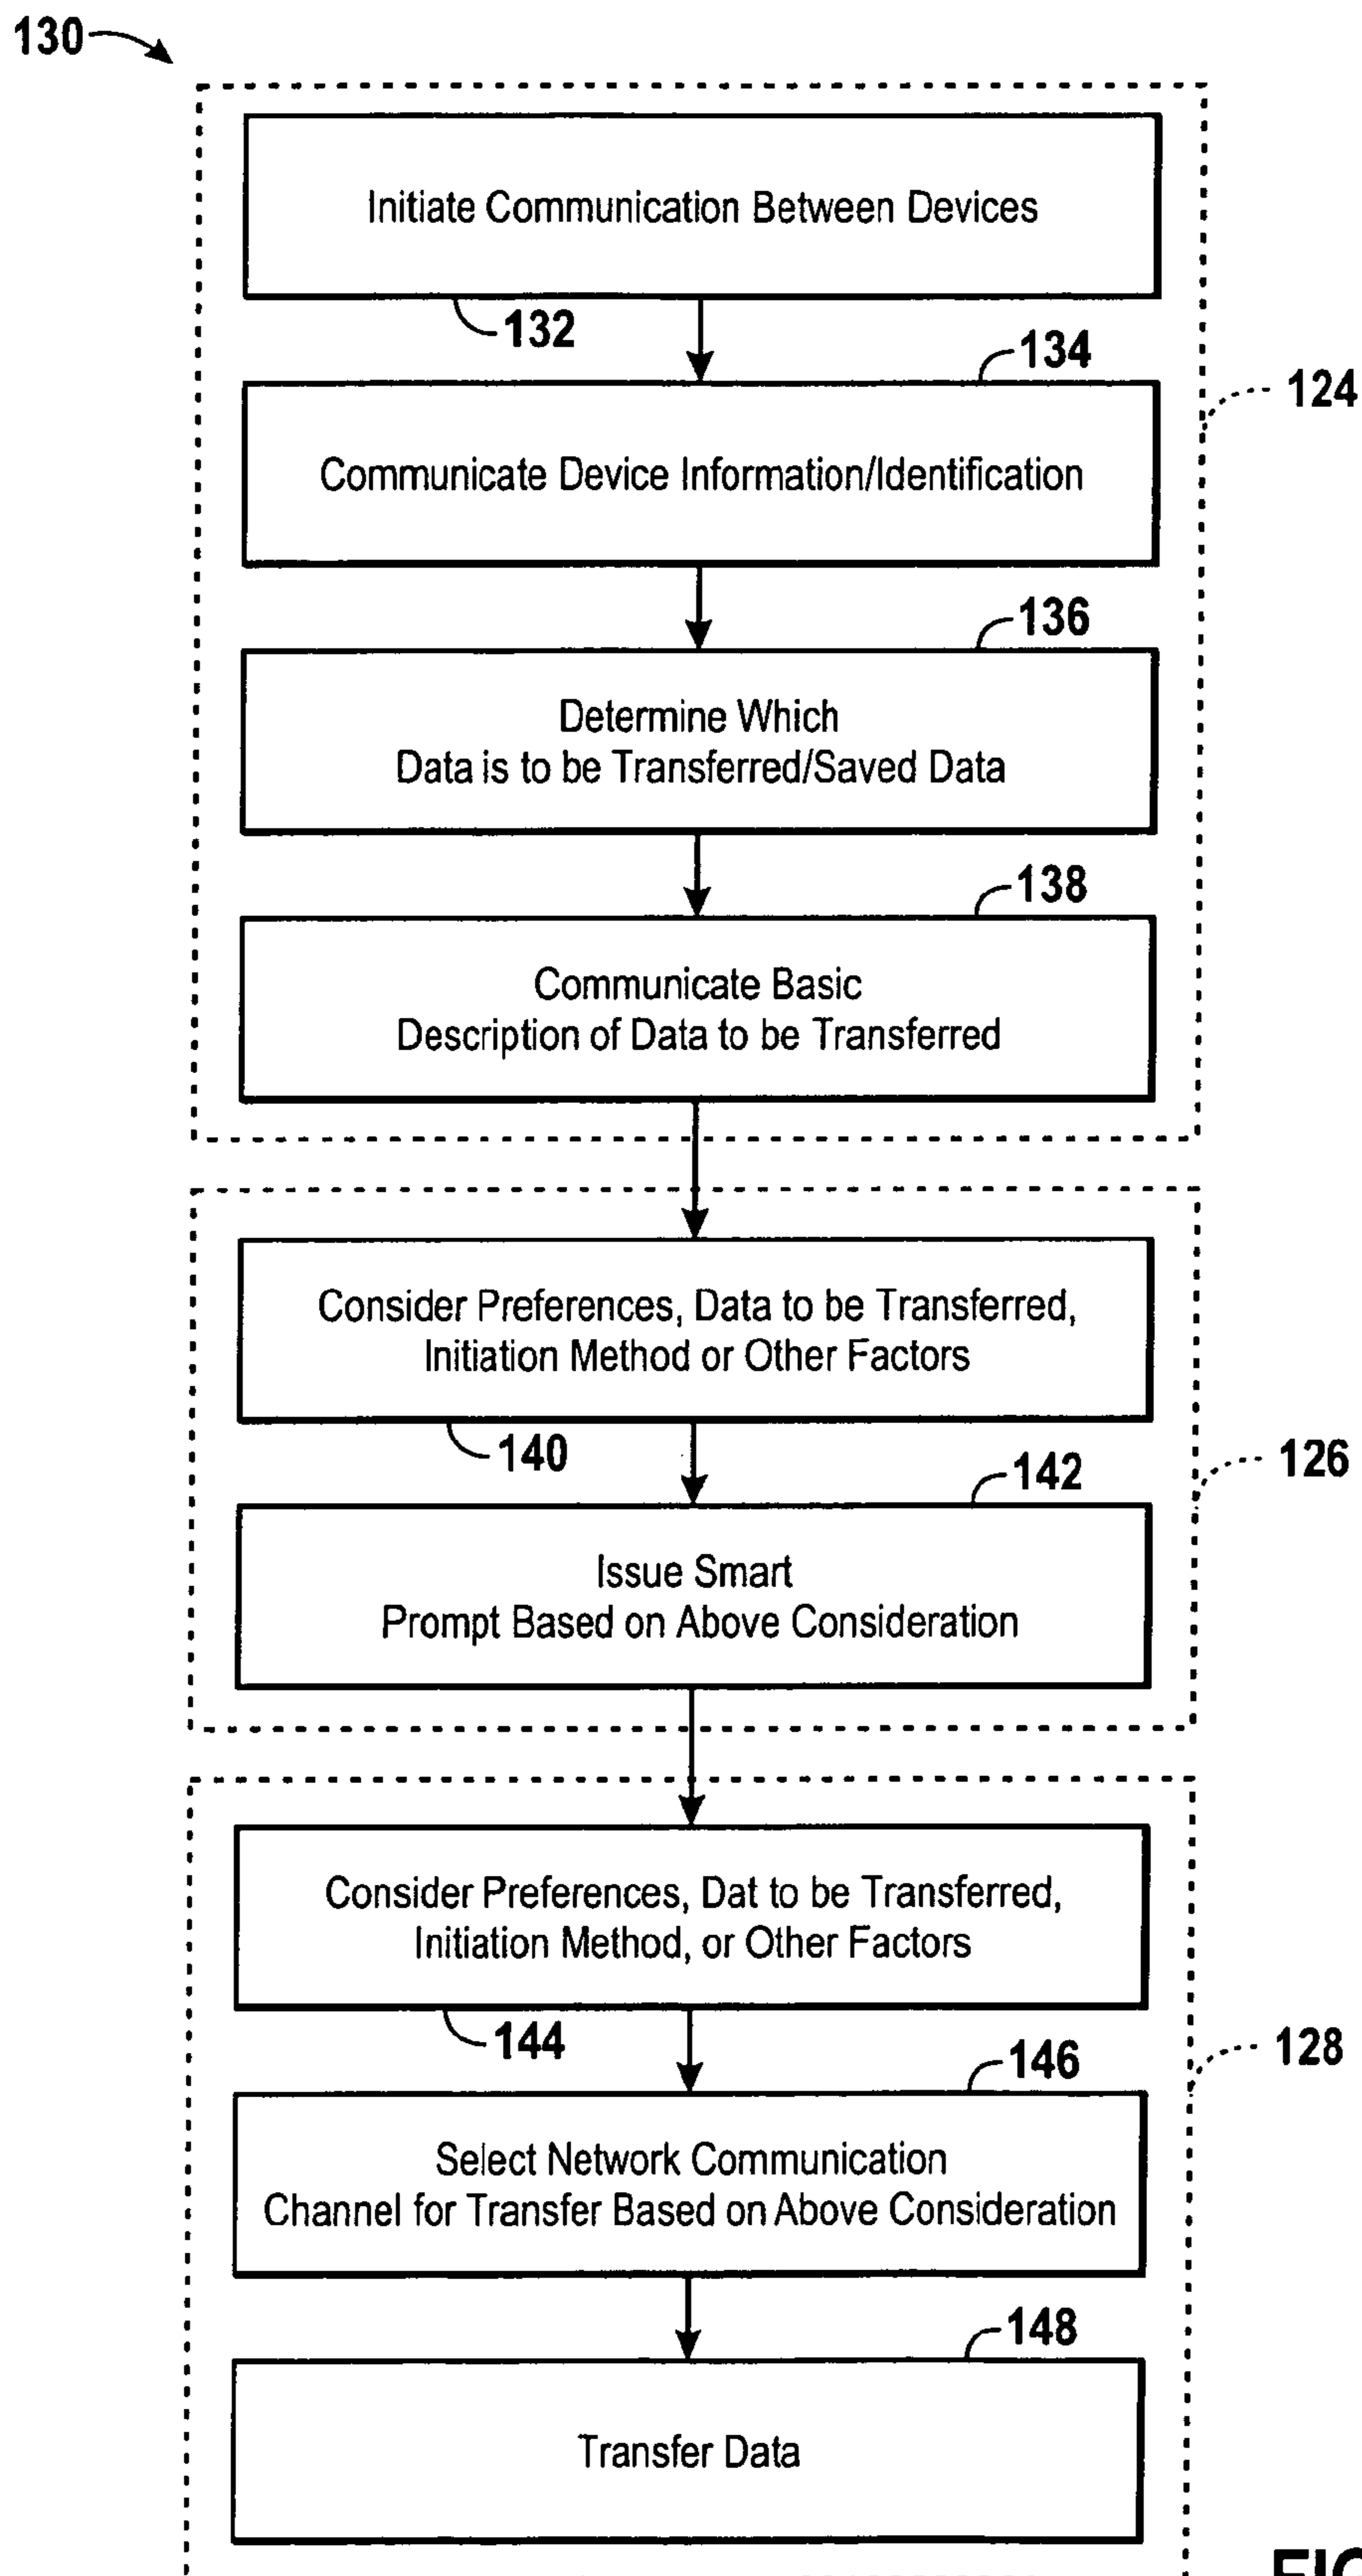 130
Initiate Communication Between Devices
132
134
124
Communicate Device Information/Identification
136
Determine Which
Data is to be Transferred/Saved Data
138
Communicate Basic
Description of Data to be Transferred
Consider Preferences, Data to be Transferred,
Initiation Method or Other Factors
140
126
142
Issue Smart
Prompt Based on Above Consideration
Consider Preferences, Dat to be Transferred,
Initiation Method, or Other Factors
144
128
146
Select Network Communication
Channel for Transfer Based on Above Consideration
148
Transfer Data